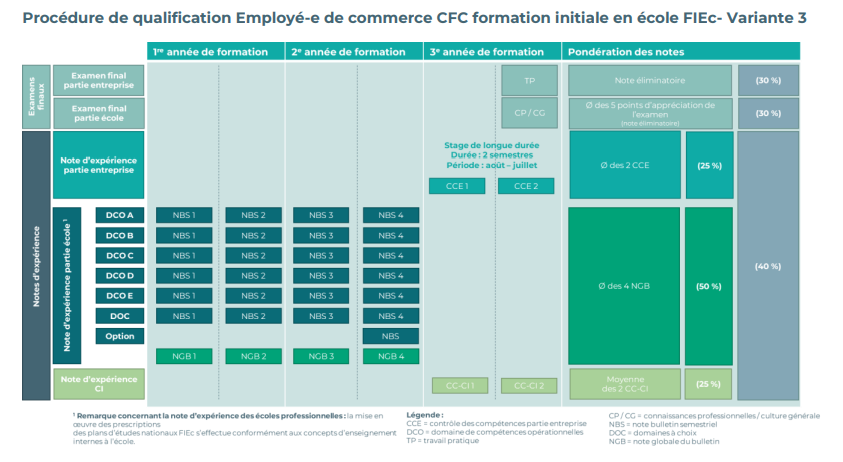 Procédure de qualification Employé-e de commerce CFC formation initiale en école FIEc- Variante 3
1re année de formation 2e année de formation 3e année de formation Pondération des notes
Examens
finaux
Examen final
partie entreprise
TP
Note éliminatoire
(30 %)
Examen final
partie école
CP / CG
Ø des 5 points d'appréciation de
l'examen
(note éliminatoire)
(30 %)
Notes d'expérience
Note d'expérience
partie entreprise
Stage de longue durée
Durée : 2 semestres
Période : août – juillet
CCE 1 CCE 2
Ø des 2 CCE
(25 %)
(40 %)
Note d'expérience partie école 1
DCO A NBS 1 NBS 2 NBS 3 NBS 4
DCO B NBS 1 NBS 2 NBS 3 NBS 4
DCO C NBS 1 NBS 2 NBS 3 NBS 4
DCO D NBS 1 NBS 2 NBS 3 NBS 4
DCO E NBS 1 NBS 2 NBS 3 NBS 4
DOC NBS 1 NBS 2 NBS 3 NBS 4
Option NBS
NGB 1 NGB 2 NGB 3 NGB 4
Ø des 4 NGB
(50 %)
Note d'expérience
CI
CC-CI 1 CC-CI 2
Moyenne
des 2 CC-CI
(25 %)
1 Remarque concernant la note d'expérience des écoles professionnelles : la mise en
œuvre des prescriptions
des plans d'études nationaux FIEc s'effectue conformément aux concepts d'enseignement
internes à l'école.
Légende :
CCE = contrôle des compétences partie entreprise
DCO = domaine de compétences opérationnelles
TP = travail pratique
CP / CG = connaissances professionnelles / culture générale
NBS = note bulletin semestriel
DOC = domaines à choix
NGB = note globale du bulletin